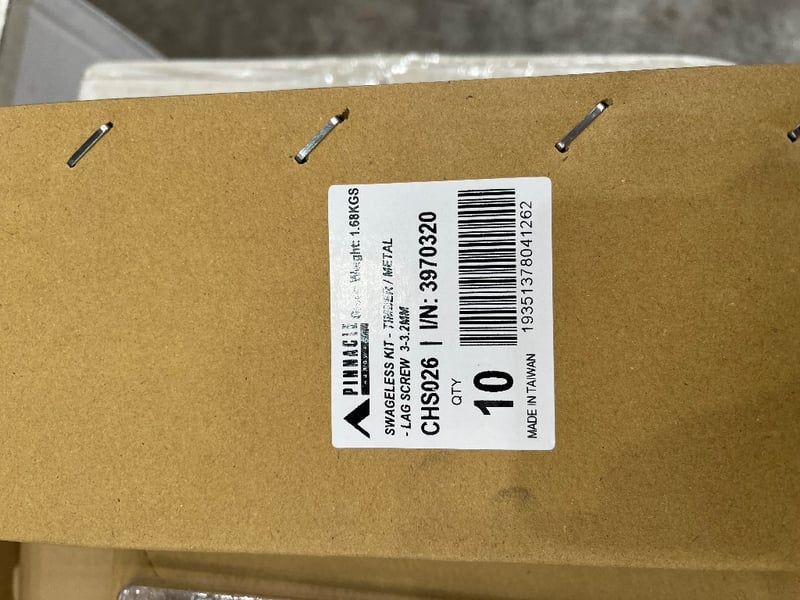 PINNACLE
Weight: 1.68KGS
SWAGELESS KIT - TIMBER / METAL
- LAG SCREW 3-3.2MM
CHS026 | I/N: 3970320
QTY
10
19351378041262
MADE IN TAIWAN